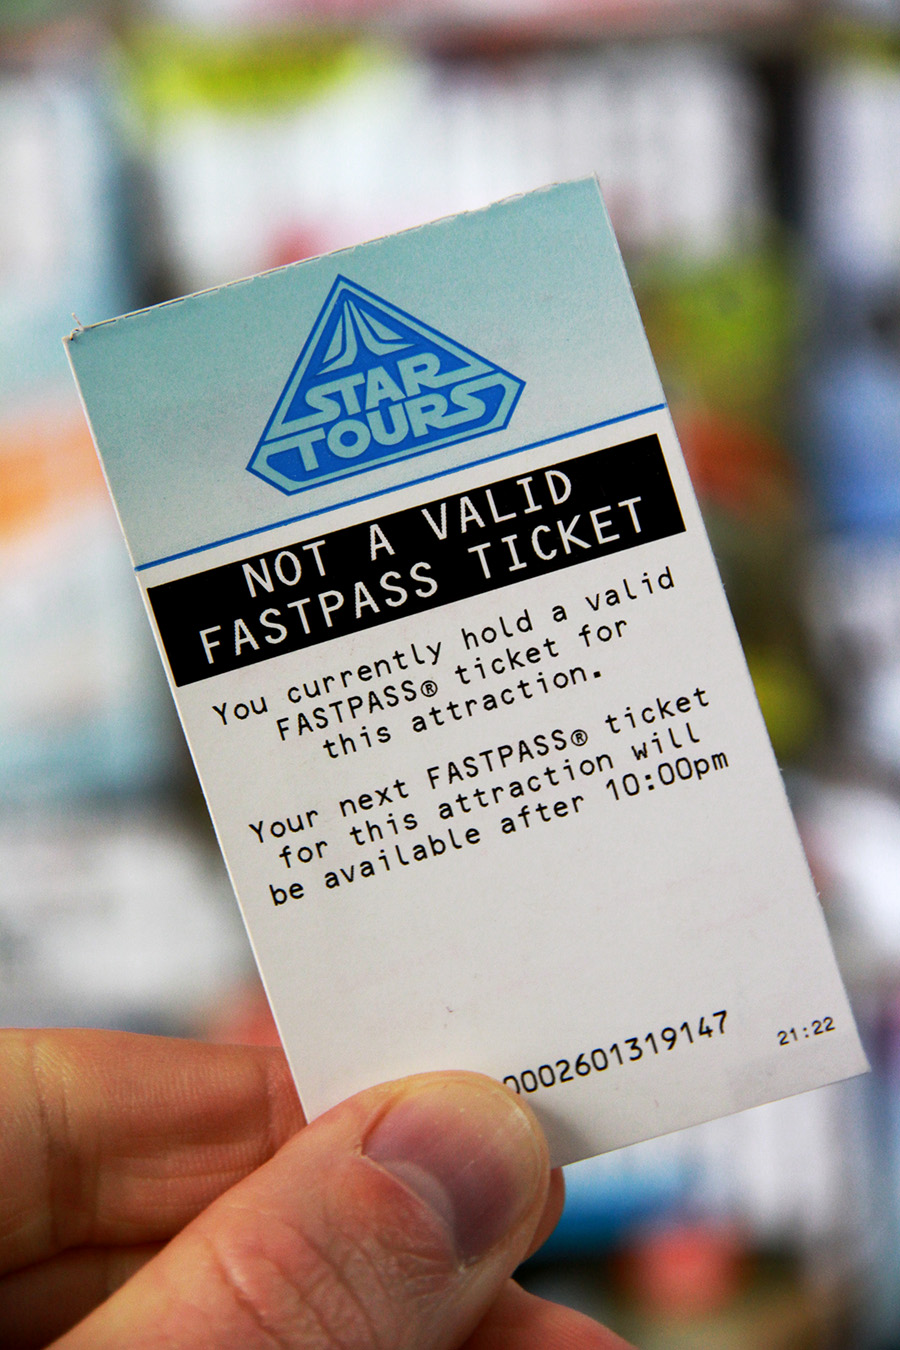 STAR
TOURS
NOT A VALID
FASTPASS TICKET
You currently hold a valid
FASTPASS® ticket for
this attraction.
Your next FASTPASS® ticket
for this attraction will
be available after 10:00pm
0002601319147
21:22